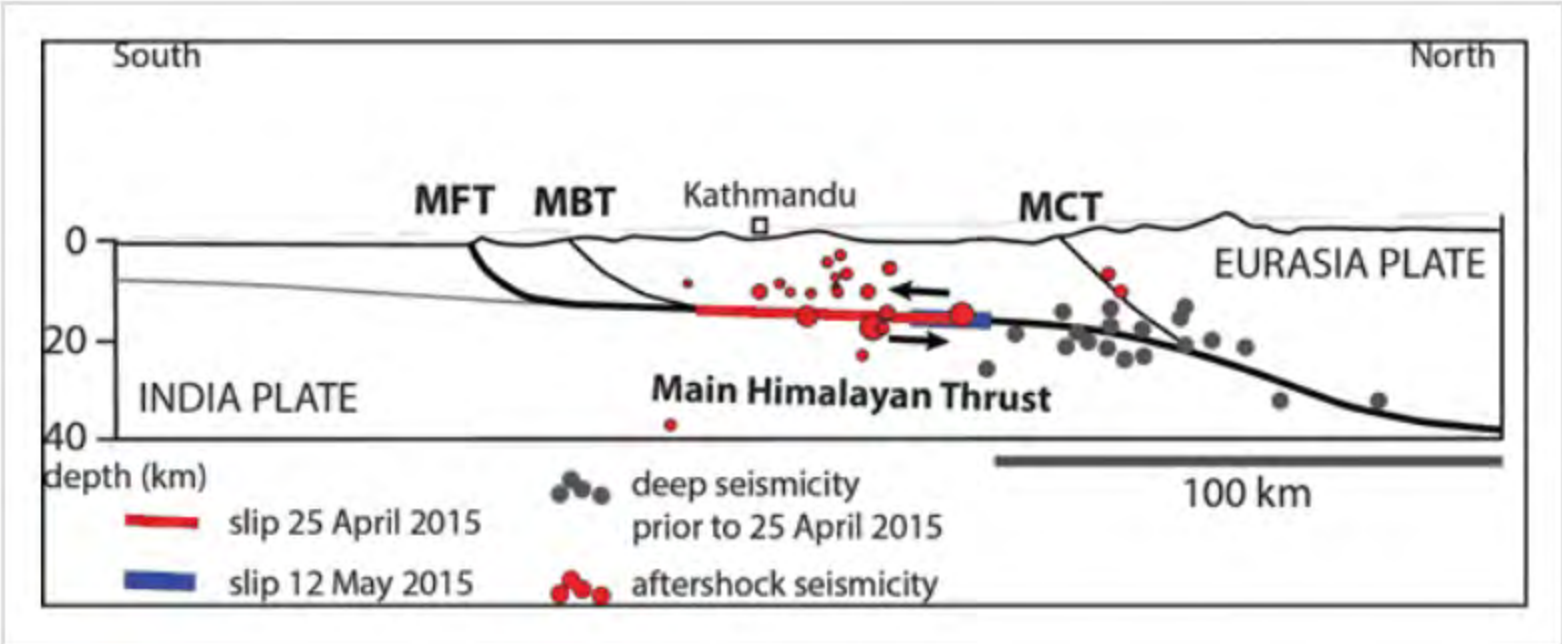 South
North
MFT
MBT
Kathmandu
MCT
0
EURASIA PLATE
20
INDIA PLATE
Main Himalayan Thrust
40
depth (km)
100 km
slip 25 April 2015
slip 12 May 2015
deep seismicity
prior to 25 April 2015
aftershock seismicity